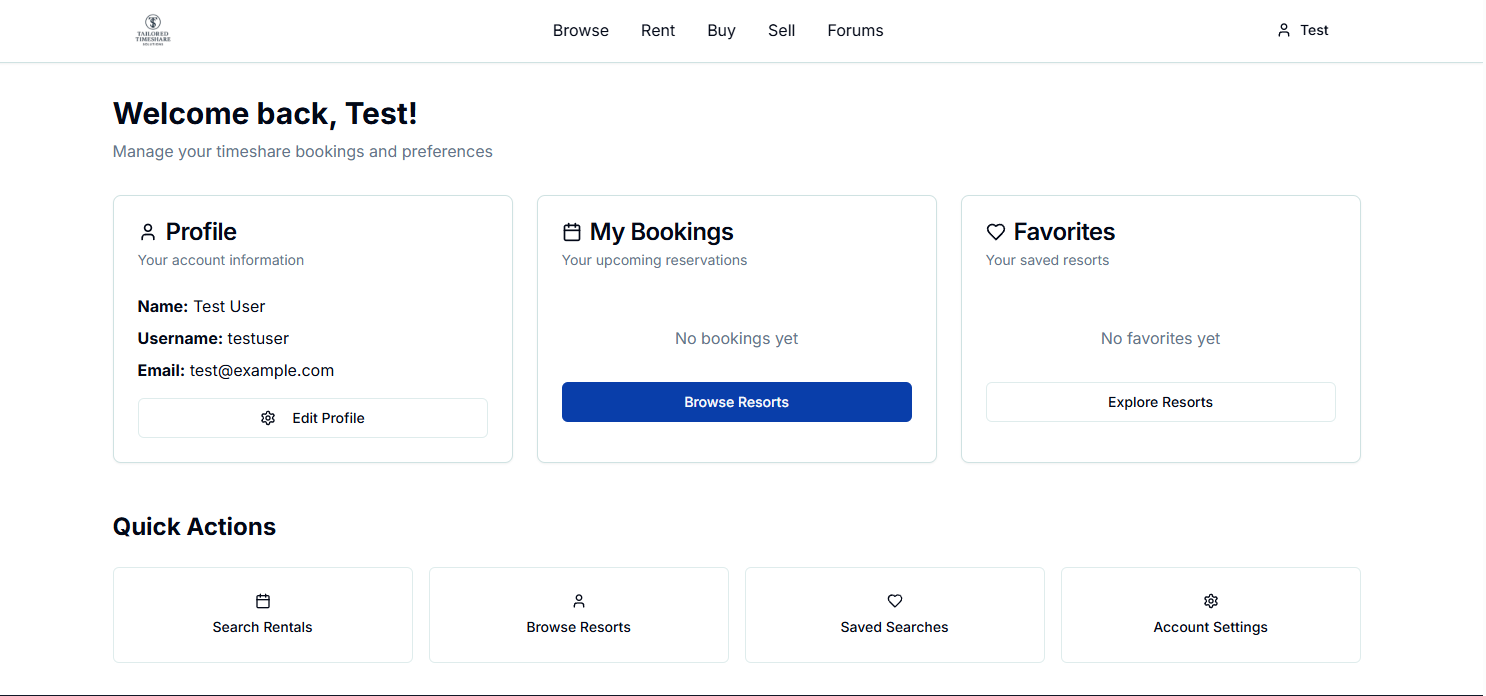 TAILORED
TIMESHARE
Browse Rent Buy Sell Forums
Test
Welcome back, Test!
Manage your timeshare bookings and preferences
Profile
Your account information
Name: Test User
Username: testuser
Email: test@example.com
Edit Profile
My Bookings
Your upcoming reservations
No bookings yet
Browse Resorts
Favorites
Your saved resorts
No favorites yet
Explore Resorts
Quick Actions
Search Rentals
Browse Resorts
Saved Searches
Account Settings